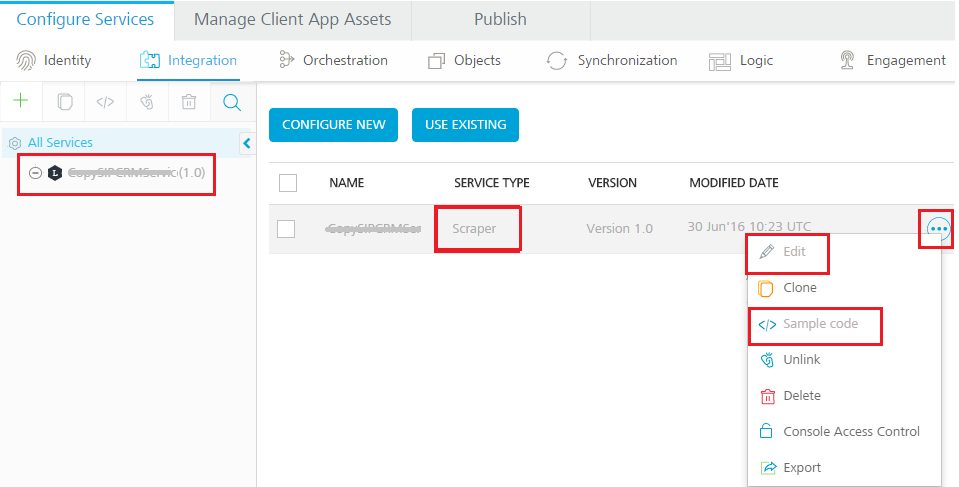 Configure Services Manage Client App Assets Publish
Identity Integration Orchestration Objects Synchronization Logic Engagement
CONFIGURE NEW USE EXISTING
All Services
CopySIPCRMServic(1.0)
NAME SERVICE TYPE VERSION MODIFIED DATE
CopySIPCRMSer Scraper Version 1.0 30 Jun'16 10:23 UTC
Edit
Clone
Sample code
Unlink
Delete
Console Access Control
Export